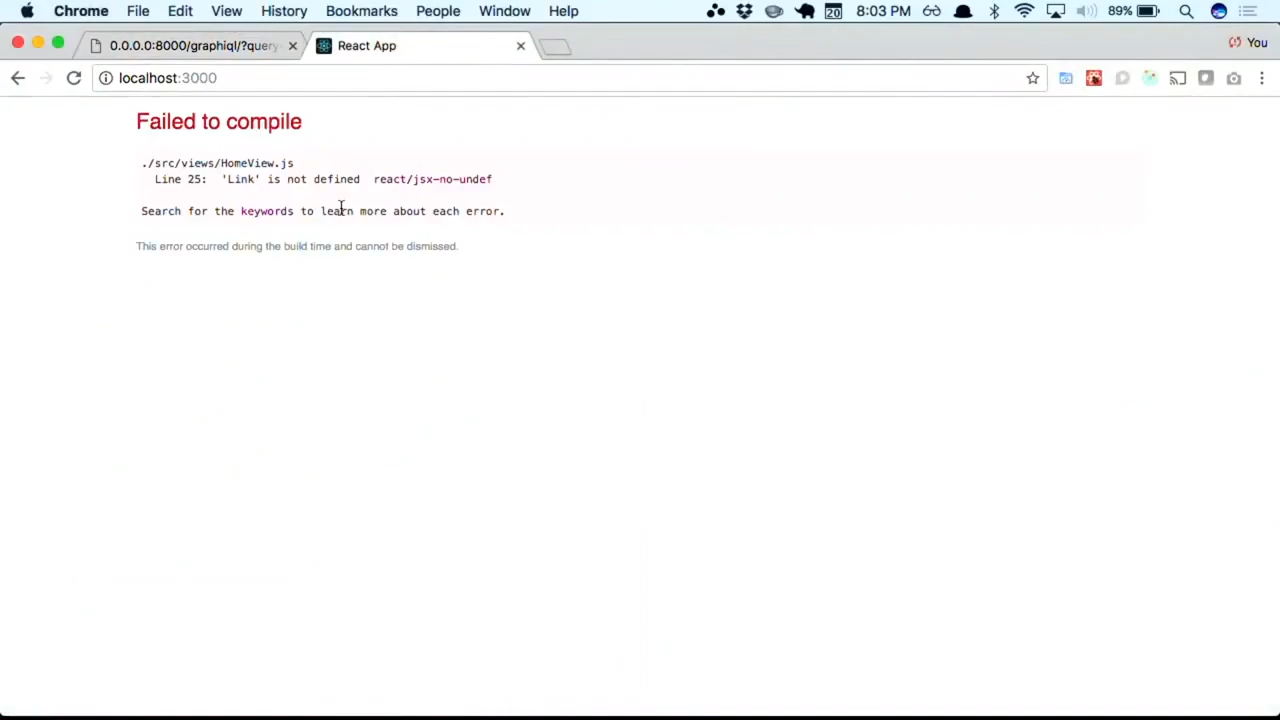 Chrome File Edit View History Bookmarks People Window Help 20 8:03 PM 89%
0.0.0.0:8000/graphiql/?query React App You
localhost:3000
Failed to compile
./src/views/HomeView.js
Line 25: 'Link' is not defined react/jsx-no-undef
Search for the keywords to learn more about each error.
This error occurred during the build time and cannot be dismissed.